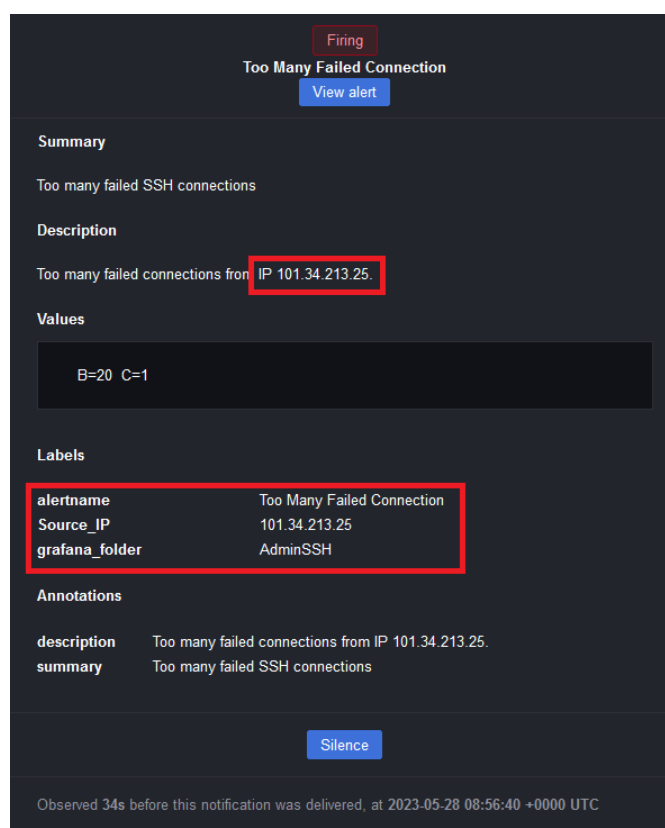 Firing
Too Many Failed Connection
View alert
Summary
Too many failed SSH connections
Description
Too many failed connections from IP 101.34.213.25.
Values
B=20 C=1
Labels
alertname Too Many Failed Connection
Source_IP 101.34.213.25
grafana_folder AdminSSH
Annotations
description Too many failed connections from IP 101.34.213.25.
summary Too many failed SSH connections
Silence
Observed 34s before this notification was delivered, at 2023-05-28 08:56:40 +0000 UTC